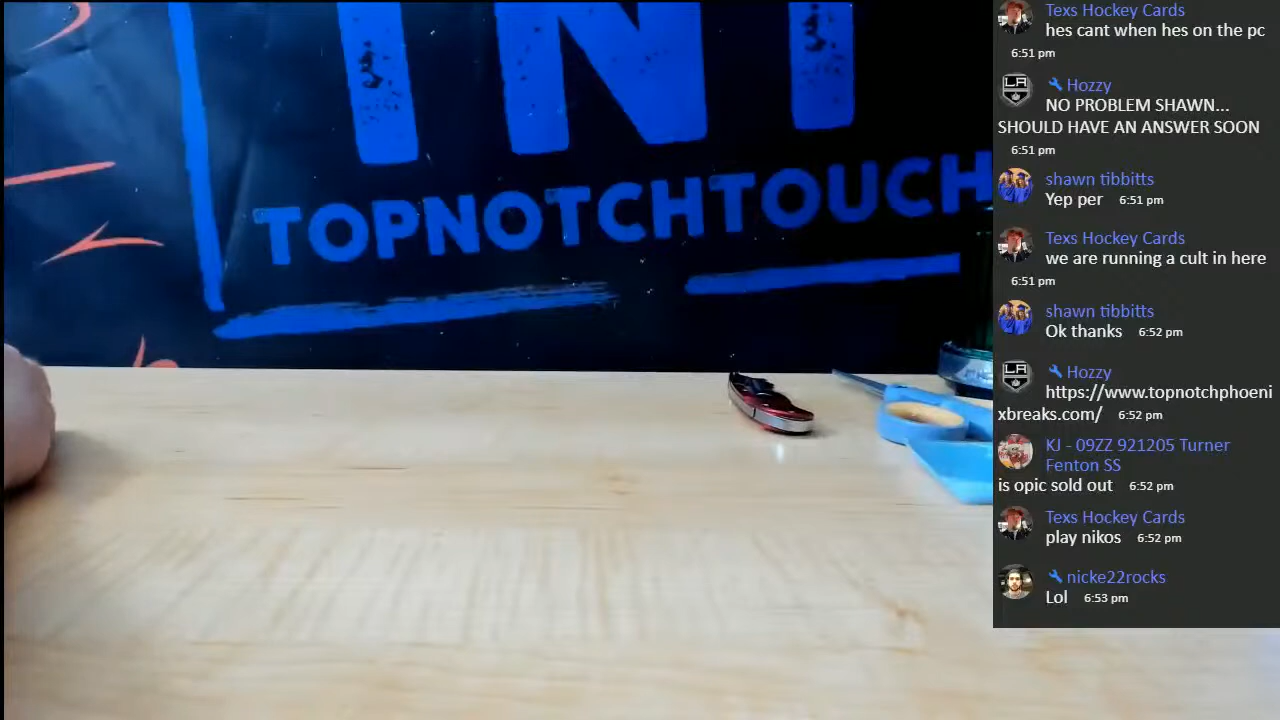 TNT
TOPNOTCHTOUCH
Texs Hockey Cards
hes cant when hes on the pc
6:51 pm
Hozzy
NO PROBLEM SHAWN...
SHOULD HAVE AN ANSWER SOON
6:51 pm
shawn tibbitts
Yep per 6:51 pm
Texs Hockey Cards
we are running a cult in here
6:51 pm
shawn tibbitts
Ok thanks 6:52 pm
Hozzy
https://www.topnotchphoeni
xbreaks.com/ 6:52 pm
KJ - 09ZZ 921205 Turner
Fenton SS
is opic sold out 6:52 pm
Texs Hockey Cards
play nikos 6:52 pm
nicke22rocks
Lol 6:53 pm